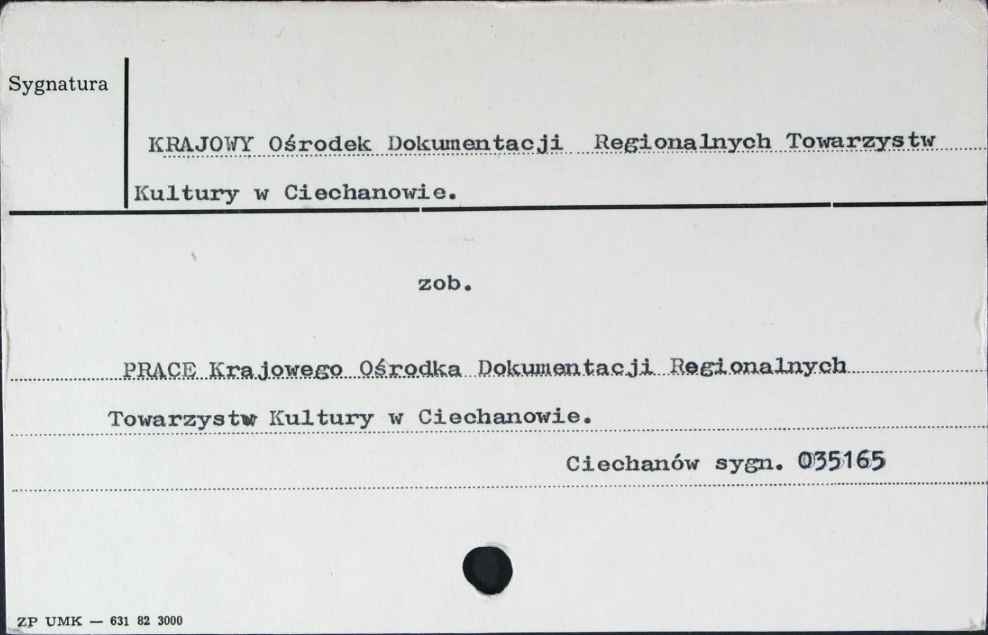 Sygnatura
KRAJOWY Ośrodek Dokumentacji Regionalnych Towarzystw
Kultury w Ciechanowie.
zob.
PRACE Krajowego Ośrodka Dokumentacji Regionalnych
Towarzystw Kultury w Ciechanowie.
Ciechanów sygn. 035165
ZP UMK — 631 82 3000